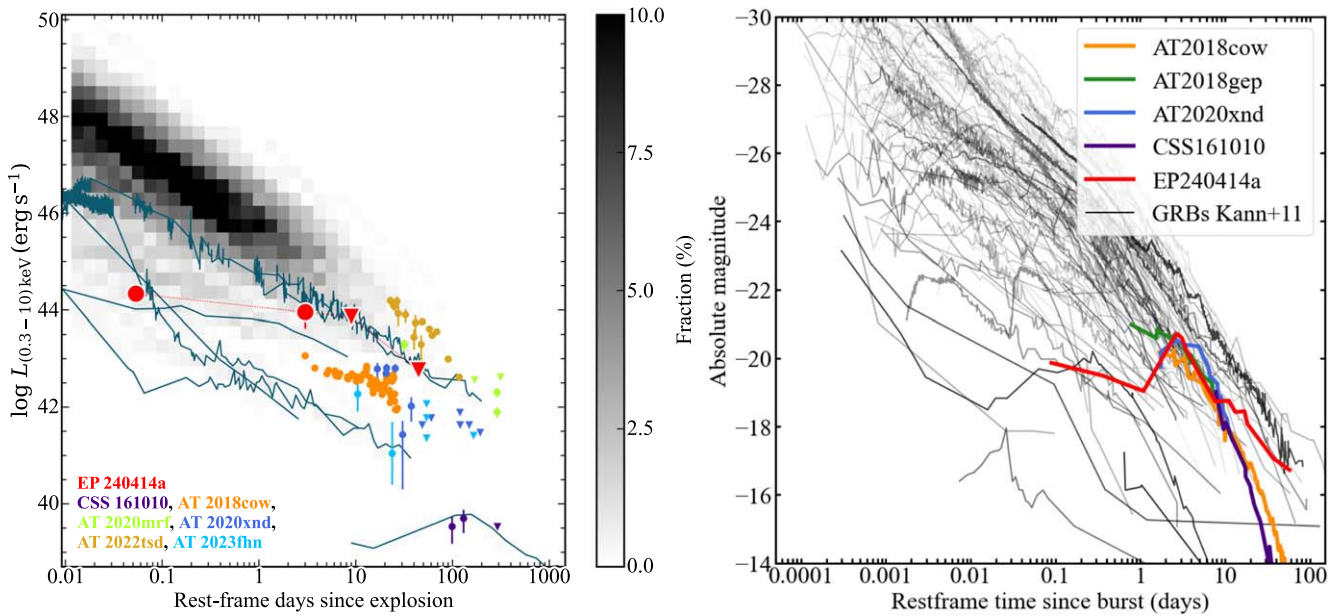 50
48
46
44
42
40
log L(0.3−10) keV (erg s−1)
0.01 0.1 1 10 100 1000
Rest-frame days since explosion
EP 240414a
CSS 161010, AT 2018cow,
AT 2020mrf, AT 2020xnd,
AT 2022tsd, AT 2023fhn
10.0
7.5
5.0
2.5
0.0
Fraction (%)
−30
−28
−26
−24
−22
−20
−18
−16
−14
Absolute magnitude
AT2018cow
AT2018gep
AT2020xnd
CSS161010
EP240414a
GRBs Kann+11
0.0001 0.01 0.1 1 10 100
Restframe time since burst (days)